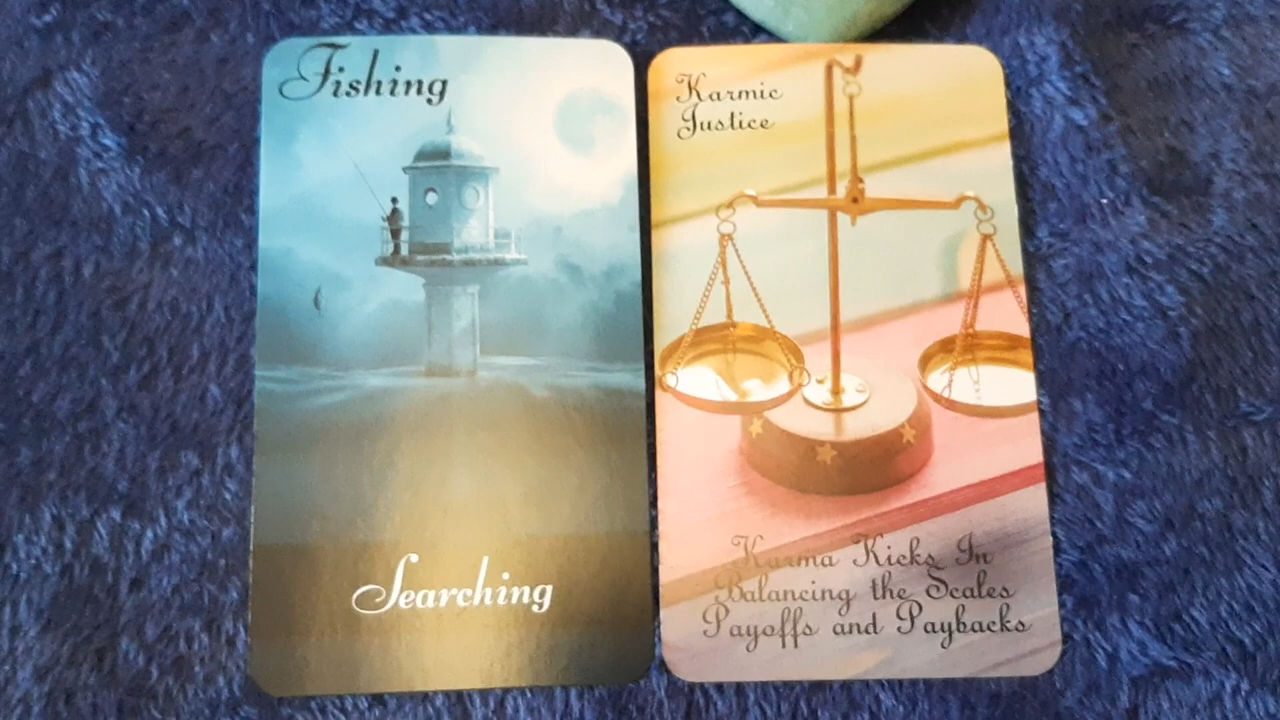 Fishing
Searching
Karmic
Justice
Karma Kicks In
Balancing the Scales
Payoffs and Paybacks